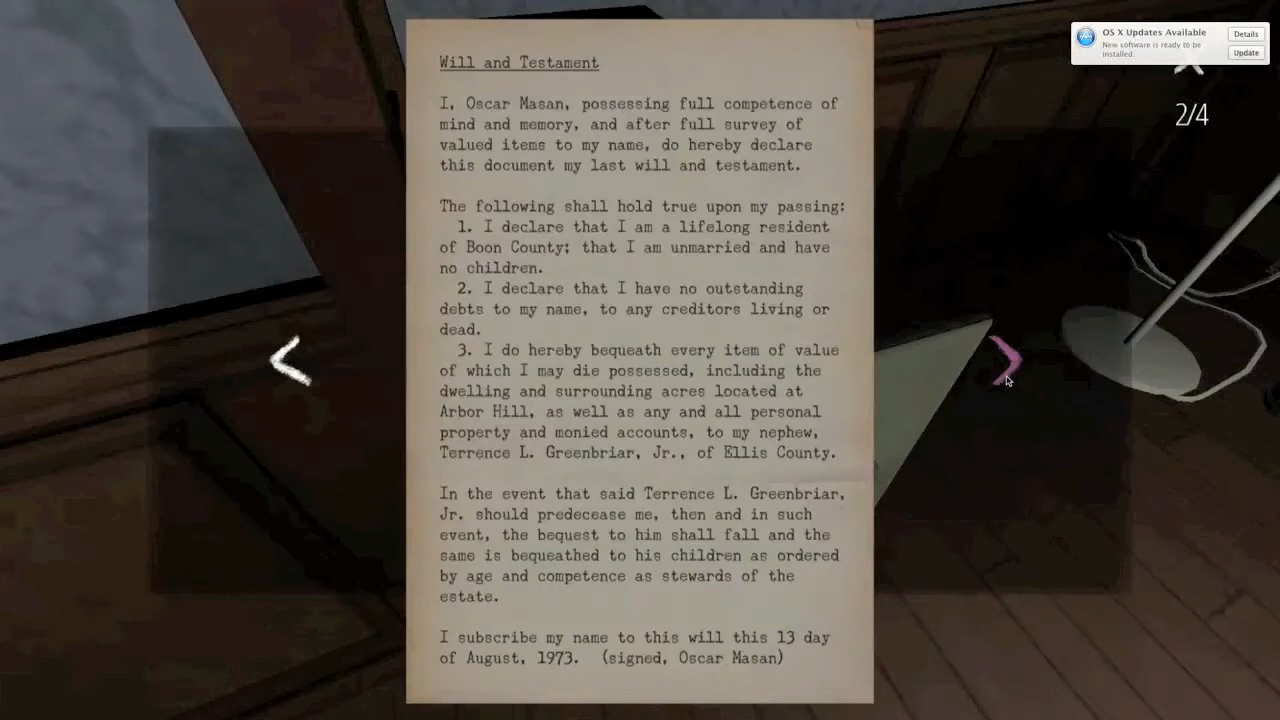 Will and Testament
I, Oscar Masan, possessing full competence of
mind and memory, and after full survey of
valued items to my name, do hereby declare
this document my last will and testament.
The following shall hold true upon my passing:
1. I declare that I am a lifelong resident
of Boon County; that I am unmarried and have
no children.
2. I declare that I have no outstanding
debts to my name, to any creditors living or
dead.
3. I do hereby bequeath every item of value
of which I may die possessed, including the
dwelling and surrounding acres located at
Arbor Hill, as well as any and all personal
property and monied accounts, to my nephew,
Terrence L. Greenbriar, Jr., of Ellis County.
In the event that said Terrence L. Greenbriar,
Jr. should predecease me, then and in such
event, the bequest to him shall fall and the
same is bequeathed to his children as ordered
by age and competence as stewards of the
estate.
I subscribe my name to this will this 13 day
of August, 1973. (signed, Oscar Masan)
OS X Updates Available
New software is ready to be
installed.
Details
Update
2/4